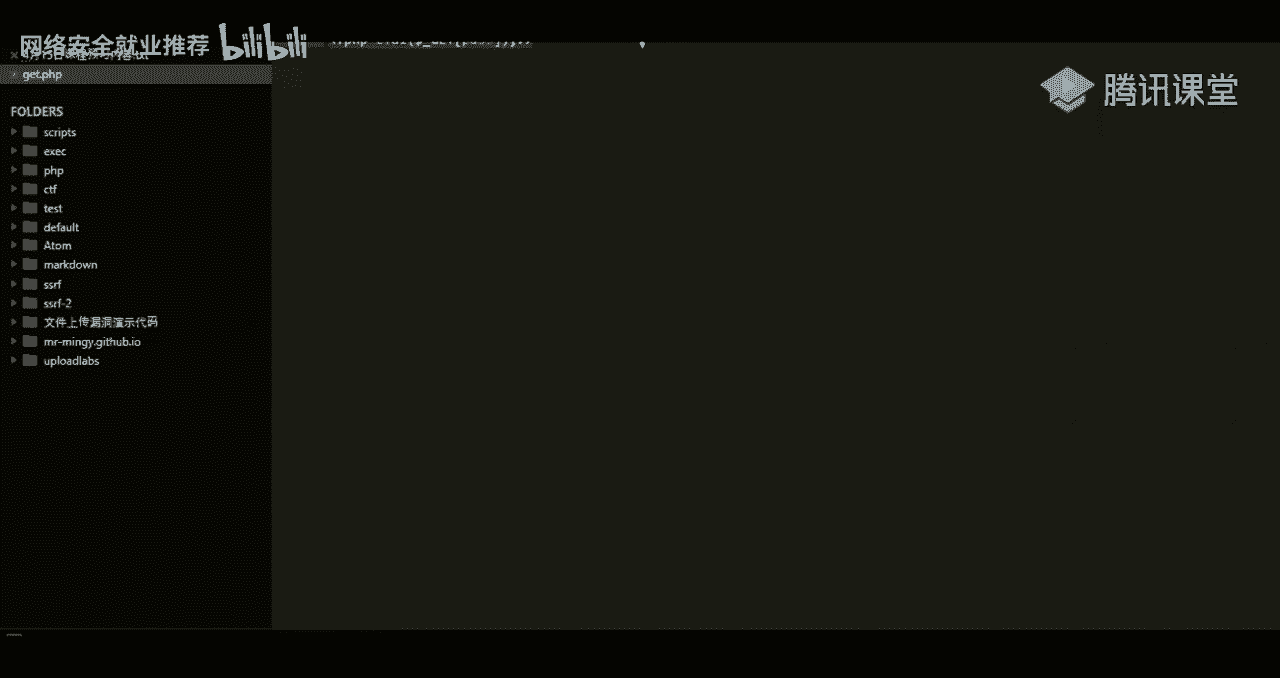 网络安全就业推荐 bilibili
get.php
腾讯课堂
FOLDERS
scripts
exec
php
ctf
test
default
Atom
markdown
ssrf
ssrf-2
文件上传漏洞演示代码
mr-mingy.github.io
uploadlabs